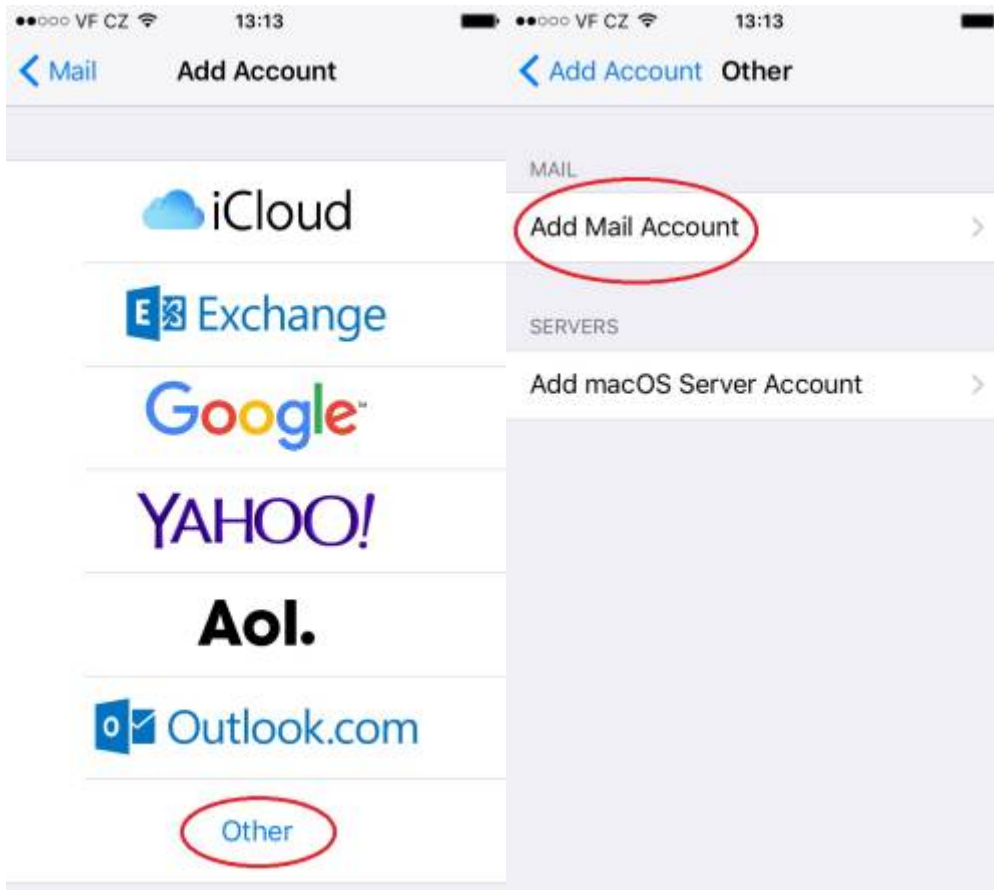 VF CZ 13:13
Mail Add Account
iCloud
Exchange
Google
YAHOO!
Aol.
Outlook.com
Other
VF CZ 13:13
Add Account Other
MAIL
Add Mail Account
SERVERS
Add macOS Server Account